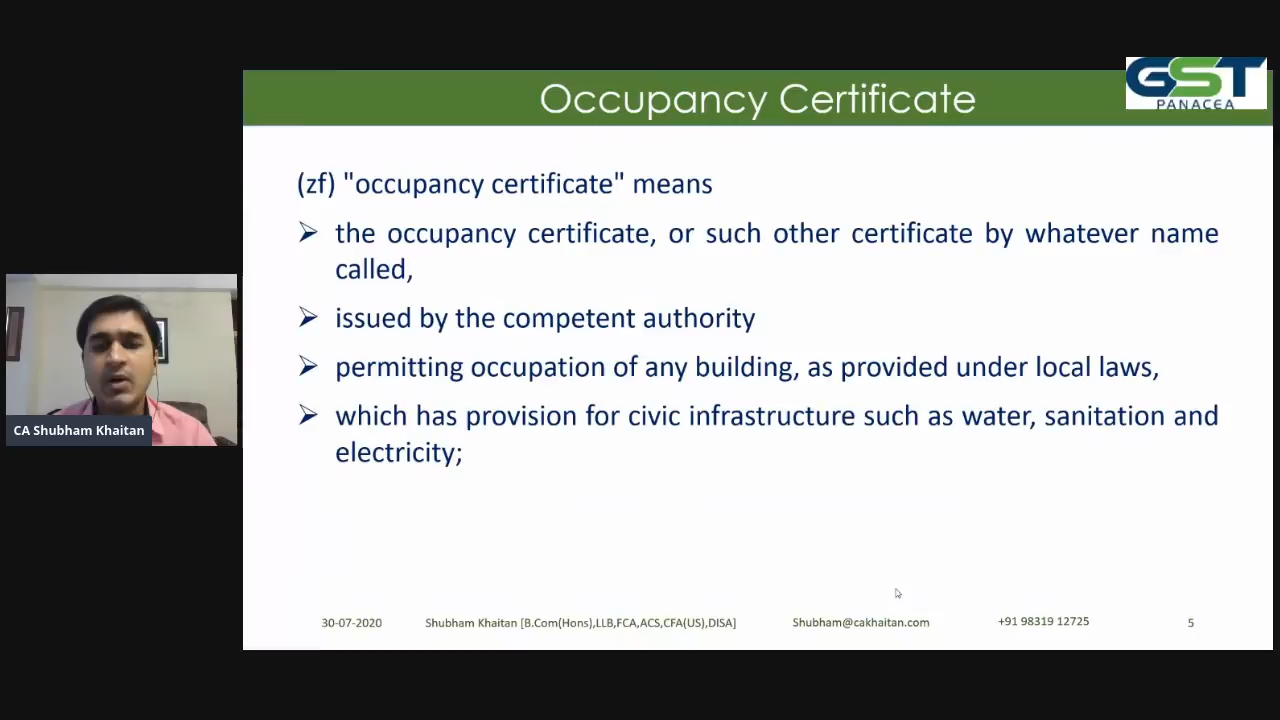 Occupancy Certificate
GST
PANACEA
(zf) "occupancy certificate" means
➢ the occupancy certificate, or such other certificate by whatever name
called,
➢ issued by the competent authority
➢ permitting occupation of any building, as provided under local laws,
➢ which has provision for civic infrastructure such as water, sanitation and
electricity;
CA Shubham Khaitan
30-07-2020 Shubham Khaitan [B.Com(Hons),LLB,FCA,ACS,CFA(US),DISA] Shubham@cakhaitan.com +91 98319 12725 5